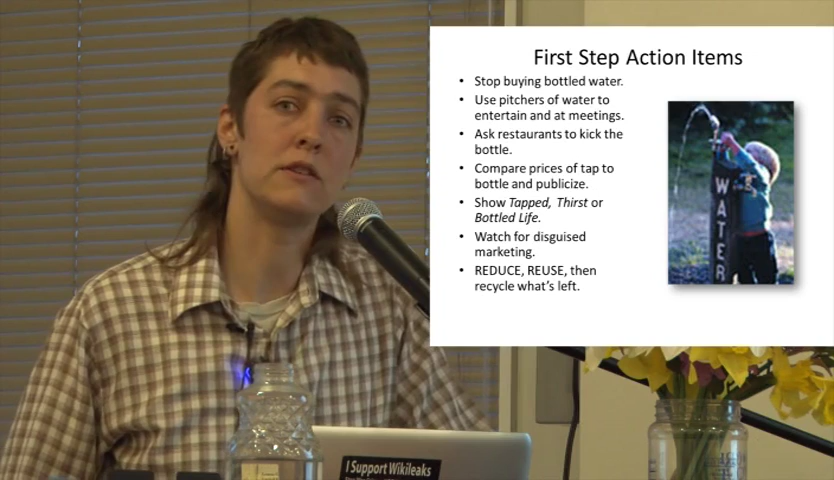 First Step Action Items
• Stop buying bottled water.
• Use pitchers of water to
entertain and at meetings.
• Ask restaurants to kick the
bottle.
• Compare prices of tap to
bottle and publicize.
• Show Tapped, Thirst or
Bottled Life.
• Watch for disguised
marketing.
• REDUCE, REUSE, then
recycle what's left.
WATER
I Support Wikileaks